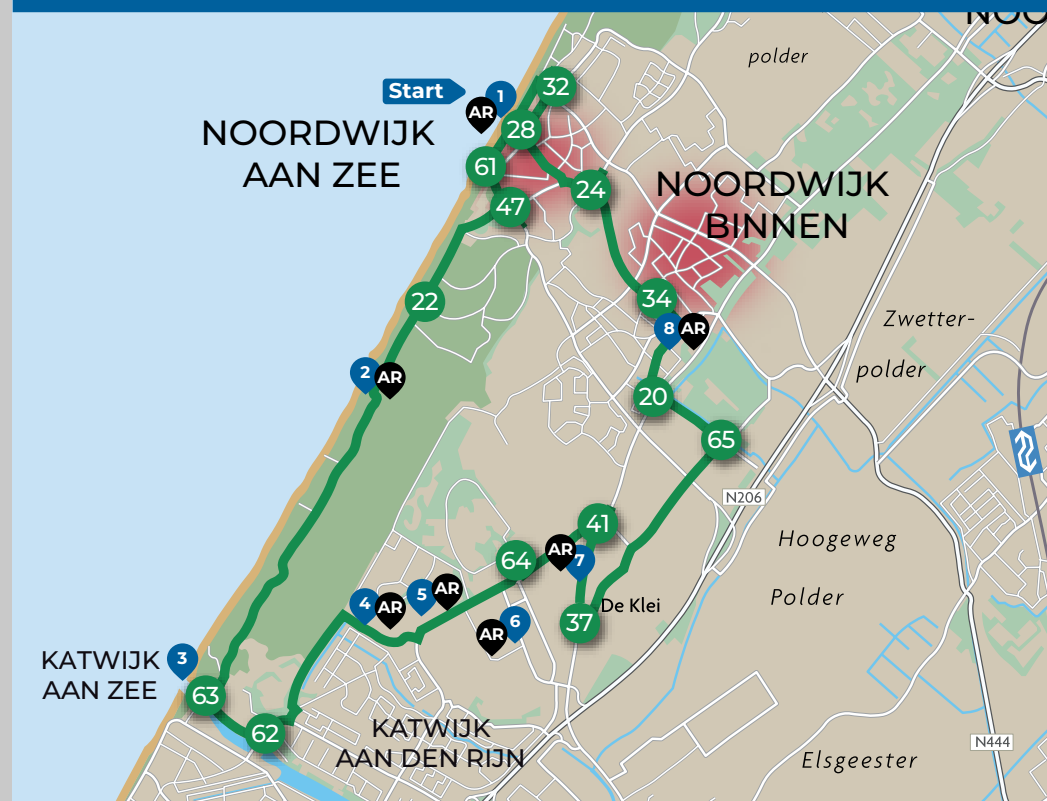 NOO
polder
Start
1
AR
32
28
NOORDWIJK
AAN ZEE
61
24
47
NOORDWIJK
BINNEN
22
34
8
AR
Zwetter-
polder
2
AR
20
65
N206
41
AR
7
64
Hoogeweg
Polder
4
AR
5
AR
6
AR
De Klei
37
KATWIJK
AAN ZEE
3
63
62
KATWIJK
AAN DEN RIJN
N444
Elsgeester